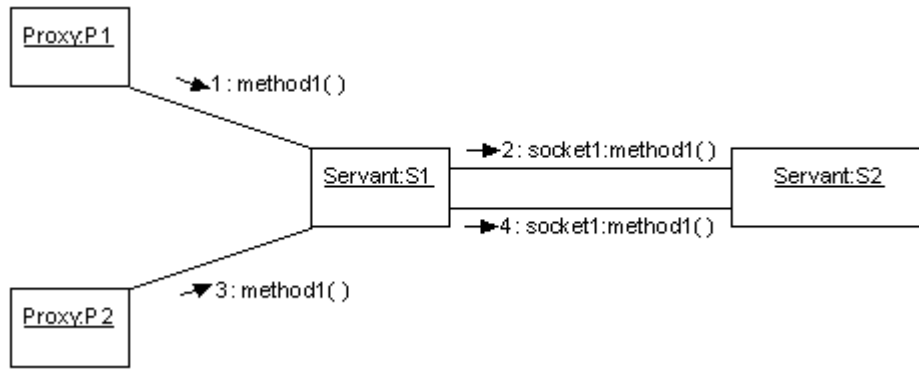 Proxy:P1
1: method1( )
2: socket1:method1( )
Servant:S1
Servant:S2
4: socket1:method1( )
3: method1( )
Proxy:P2